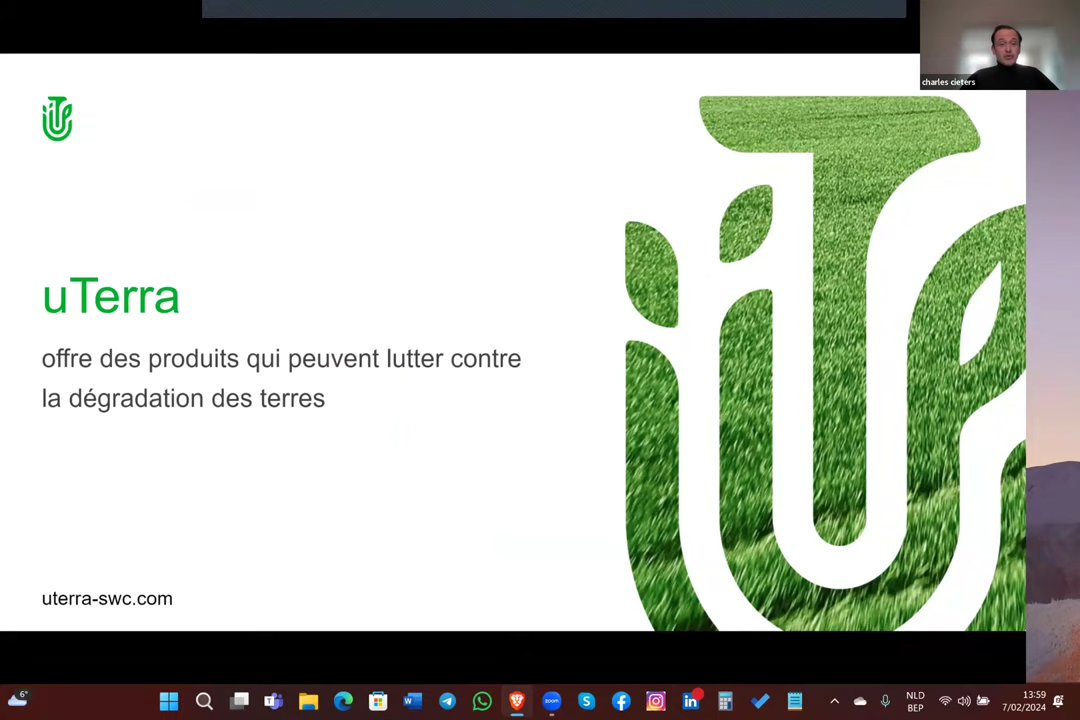 charles cieters
uTerra
offre des produits qui peuvent lutter contre
la dégradation des terres
uterra-swc.com
6°
NLD
BEP
13:59
7/02/2024